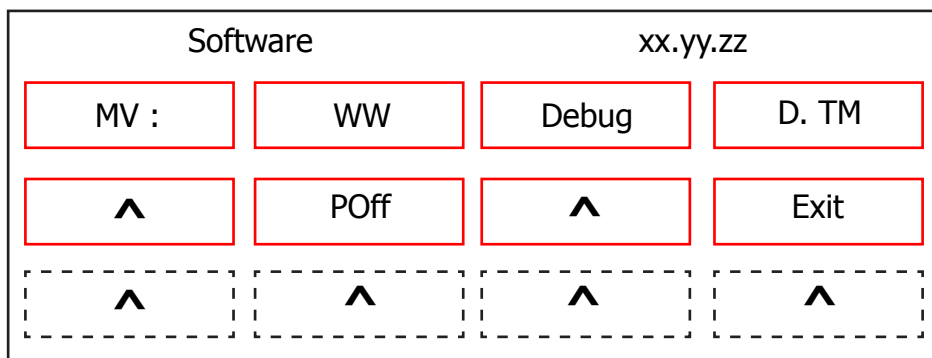 Software xx.yy.zz
MV : WW Debug D. TM
^ POff ^ Exit
^ ^ ^ ^